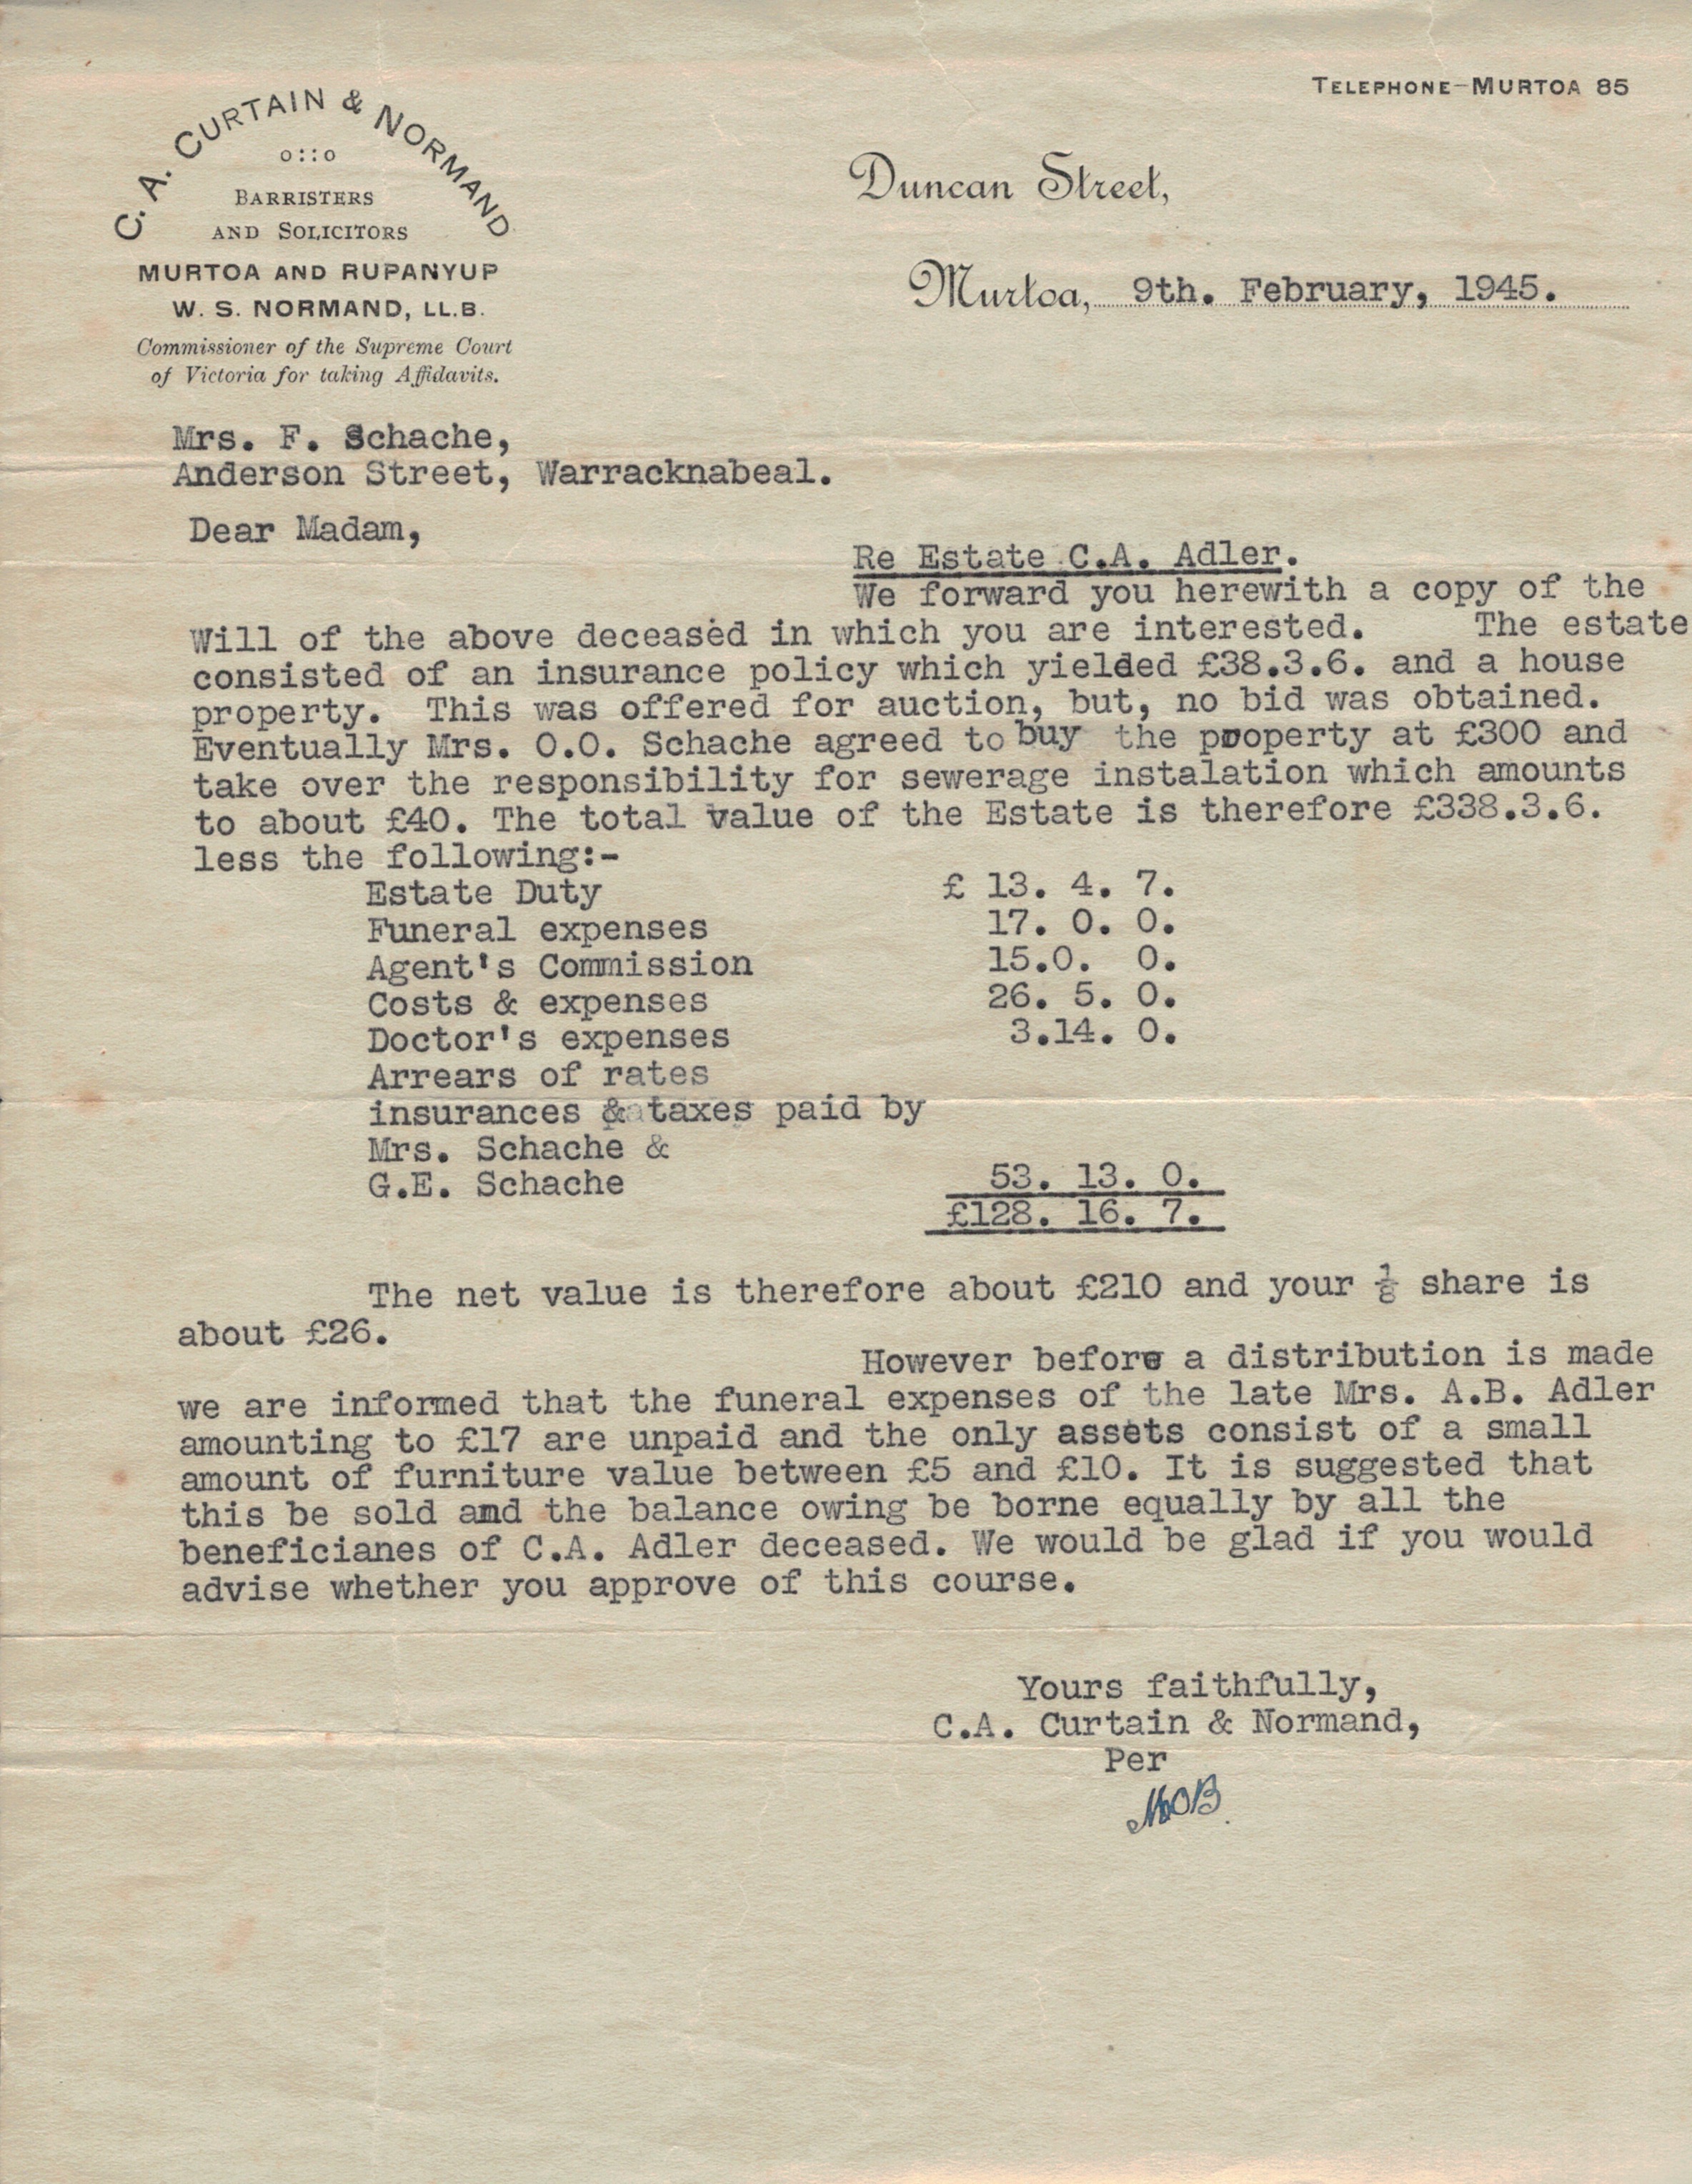 TELEPHONE—MURTOA 85
C. A. CURTAIN & NORMAND
o::o
BARRISTERS
AND SOLICITORS
MURTOA AND RUPANYUP
W. S. NORMAND, LL.B.
Commissioner of the Supreme Court
of Victoria for taking Affidavits.
Duncan Street,
Murtoa, 9th. February, 1945.
Mrs. F. Schache,
Anderson Street, Warracknabeal.
Dear Madam,
Re Estate C.A. Adler.
We forward you herewith a copy of the
Will of the above deceased in which you are interested. The estate
consisted of an insurance policy which yielded £38.3.6. and a house
property. This was offered for auction, but, no bid was obtained.
Eventually Mrs. O.O. Schache agreed to buy the property at £300 and
take over the responsibility for sewerage instalation which amounts
to about £40. The total value of the Estate is therefore £338.3.6.
less the following:-
Estate Duty £ 13. 4. 7.
Funeral expenses 17. 0. 0.
Agent's Commission 15.0. 0.
Costs & expenses 26. 5. 0.
Doctor's expenses 3.14. 0.
Arrears of rates
insurances & taxes paid by
Mrs. Schache &
G.E. Schache 53. 13. 0.
£128. 16. 7.
The net value is therefore about £210 and your ⅛ share is
about £26.
However before a distribution is made
we are informed that the funeral expenses of the late Mrs. A.B. Adler
amounting to £17 are unpaid and the only assets consist of a small
amount of furniture value between £5 and £10. It is suggested that
this be sold and the balance owing be borne equally by all the
beneficianes of C.A. Adler deceased. We would be glad if you would
advise whether you approve of this course.
Yours faithfully,
C.A. Curtain & Normand,
Per